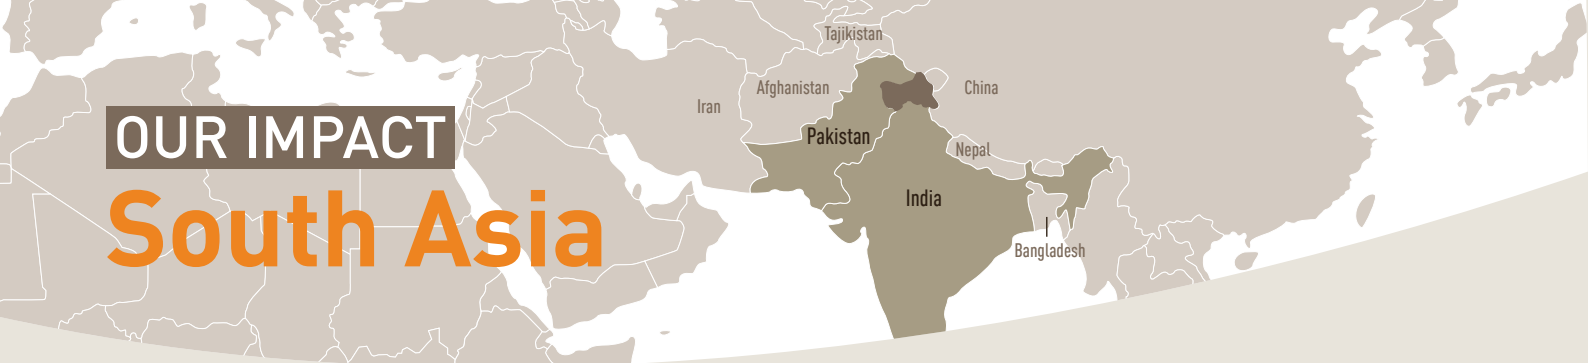 OUR IMPACT
South Asia
Tajikistan
Afghanistan
China
Iran
Pakistan
Nepal
India
Bangladesh